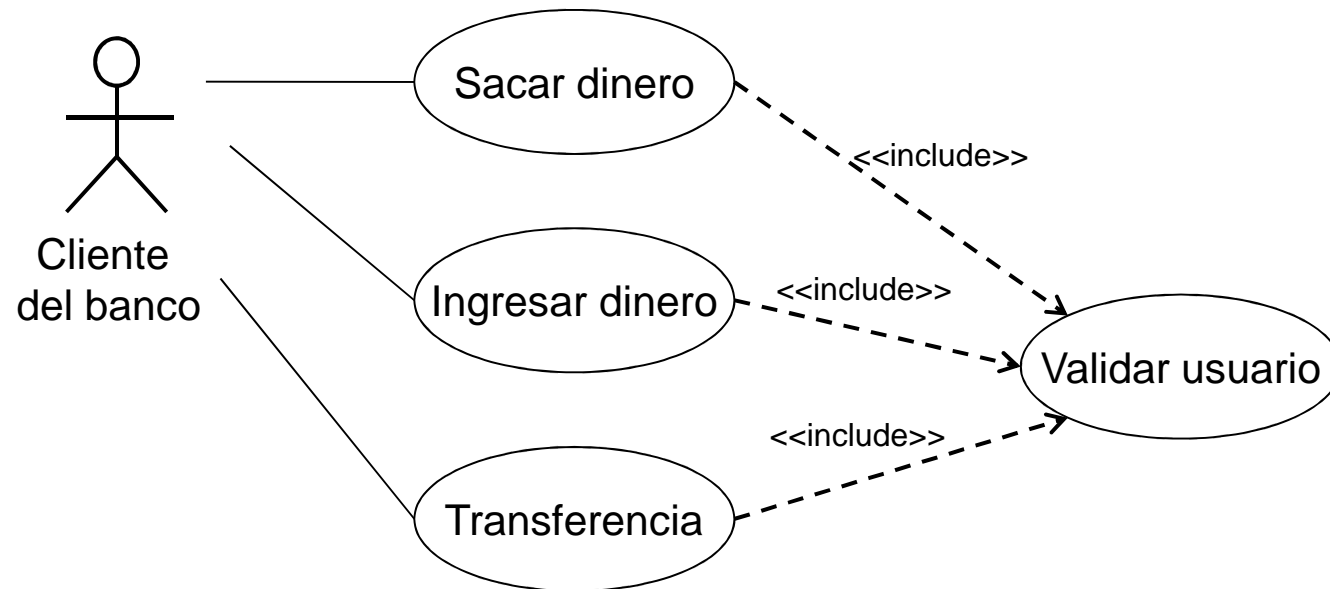 Sacar dinero
<<include>>
Cliente
del banco
Ingresar dinero
<<include>>
Validar usuario
<<include>>
Transferencia